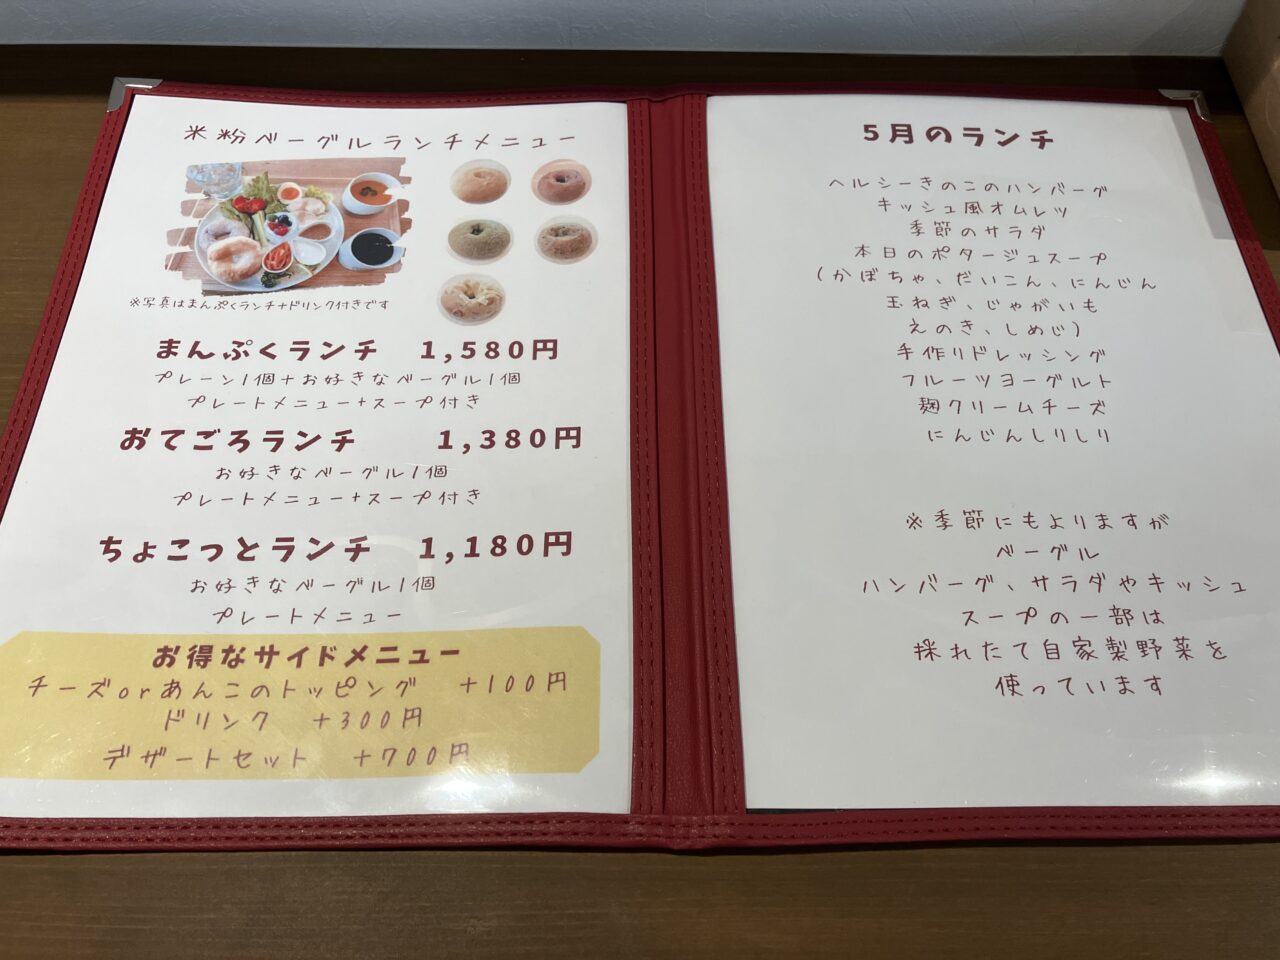 米粉ベーグルランチメニュー
※写真はまんぷくランチ+ドリンク付きです
まんぷくランチ 1,580円
プレーン1個+お好きなベーグル1個
プレートメニュー+スープ付き
おてごろランチ 1,380円
お好きなベーグル1個
プレートメニュー+スープ付き
ちょこっとランチ 1,180円
お好きなベーグル1個
プレートメニュー
お得なサイドメニュー
チーズorあんこのトッピング +100円
ドリンク +300円
デザートセット +700円
5月のランチ
ヘルシーきのこのハンバーグ
キッシュ風オムレツ
季節のサラダ
本日のポタージュスープ
(かぼちゃ、だいこん、にんじん
玉ねぎ、じゃがいも
えのき、しめじ)
手作りドレッシング
フルーツヨーグルト
麹クリームチーズ
にんじんしりしり
※季節にもよりますが
ベーグル
ハンバーグ、サラダやキッシュ
スープの一部は
採れたて自家製野菜を
使っています